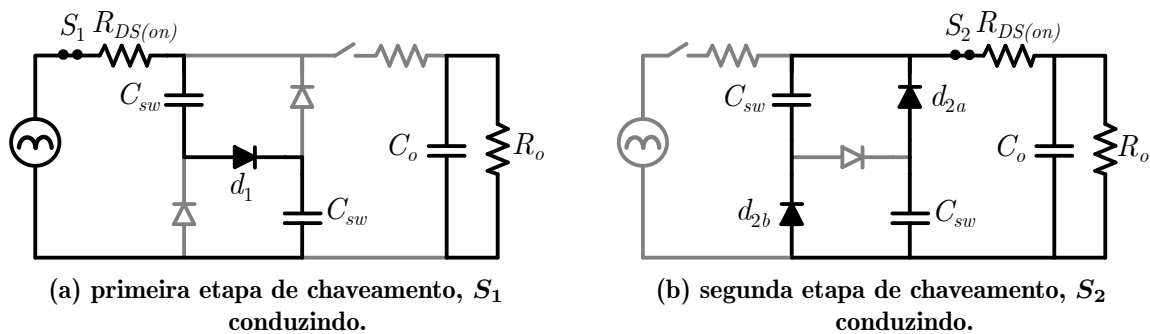 S1 RDS(on)
Csw
d1
Csw
Co
Ro
S2 RDS(on)
Csw
d2a
d2b
Csw
Co
Ro
(a) primeira etapa de chaveamento, S1
conduzindo.
(b) segunda etapa de chaveamento, S2
conduzindo.